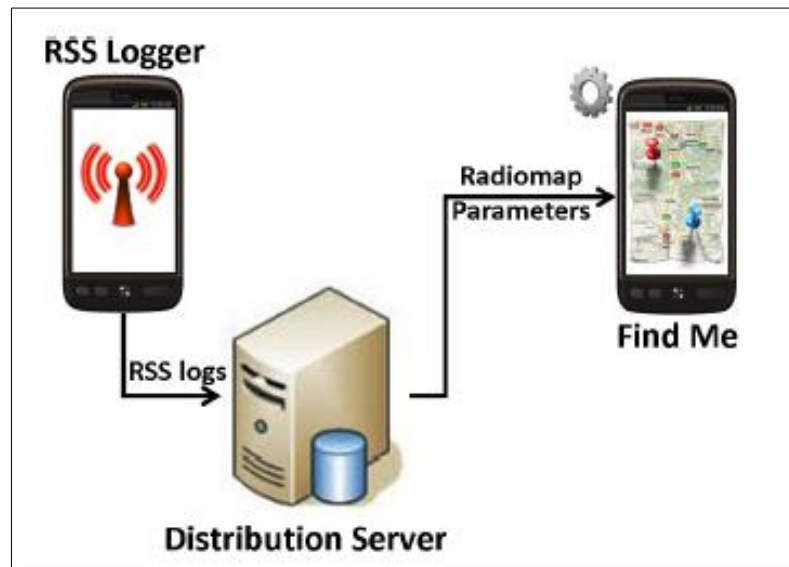 RSS Logger
RSS logs
Distribution Server
Radiomap
Parameters
Find Me